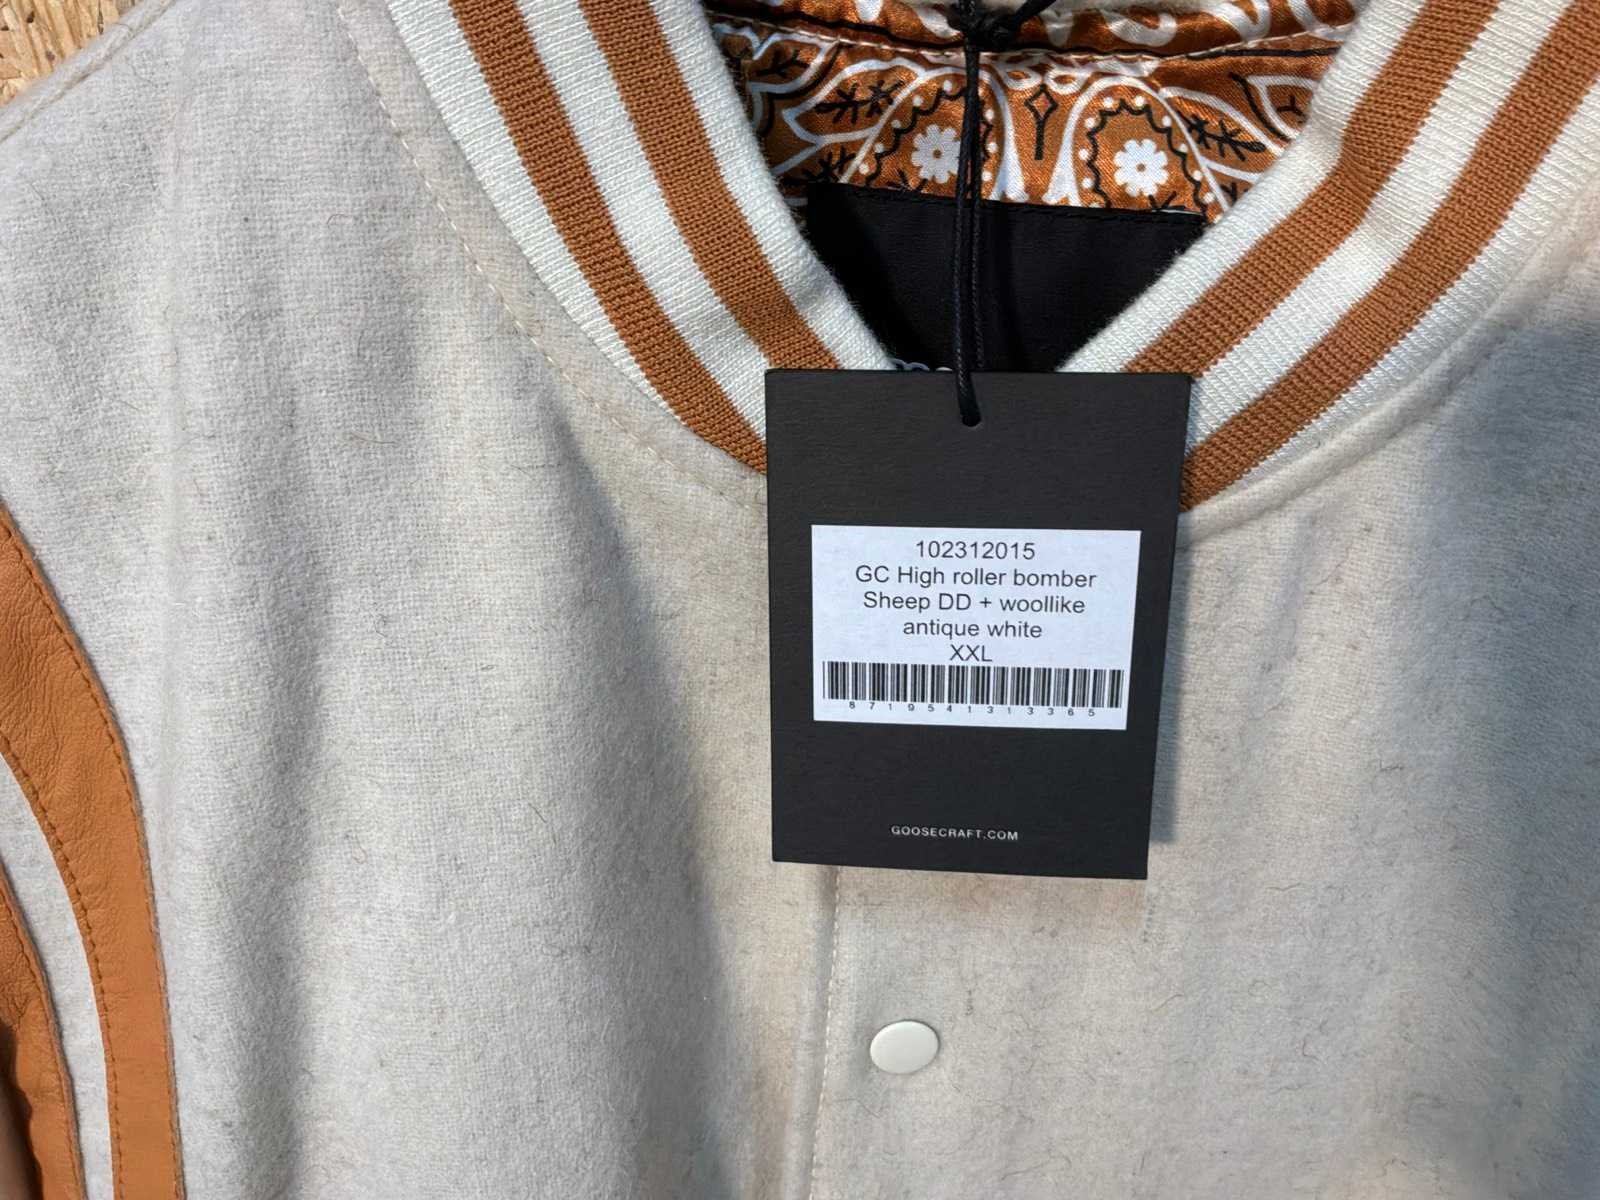 102312015
GC High roller bomber
Sheep DD + woollike
antique white
XXL
8719541313365
GOOSECRAFT.COM